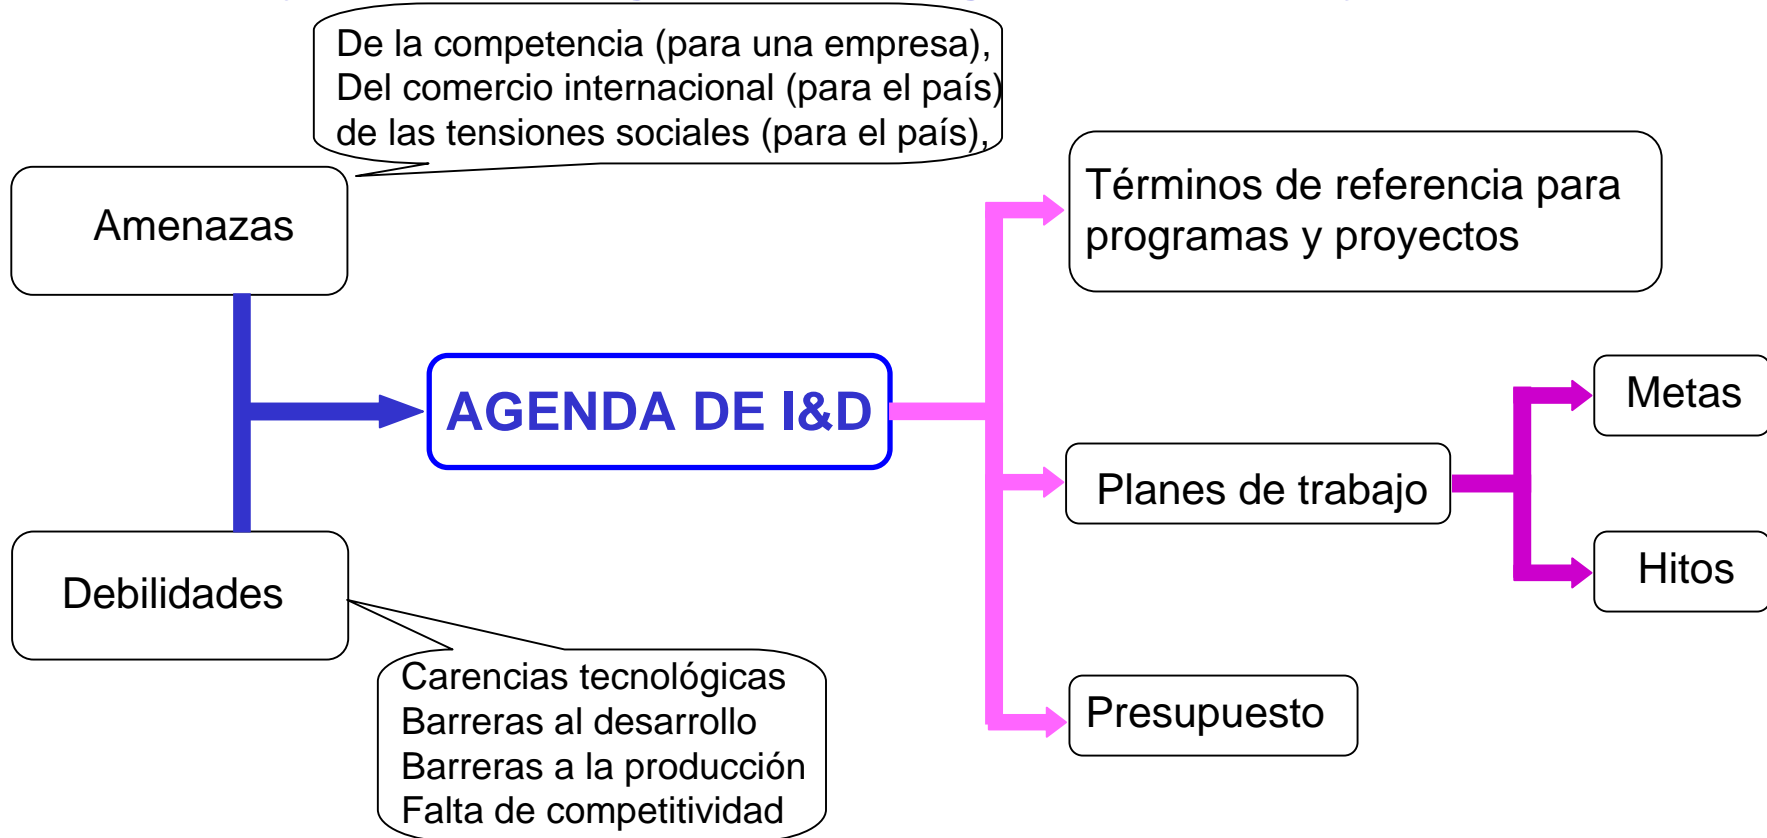 De la competencia (para una empresa),
Del comercio internacional (para el país)
de las tensiones sociales (para el país),
Amenazas
Términos de referencia para
programas y proyectos
AGENDA DE I&D
Metas
Planes de trabajo
Hitos
Debilidades
Carencias tecnológicas
Barreras al desarrollo
Barreras a la producción
Falta de competitividad
Presupuesto